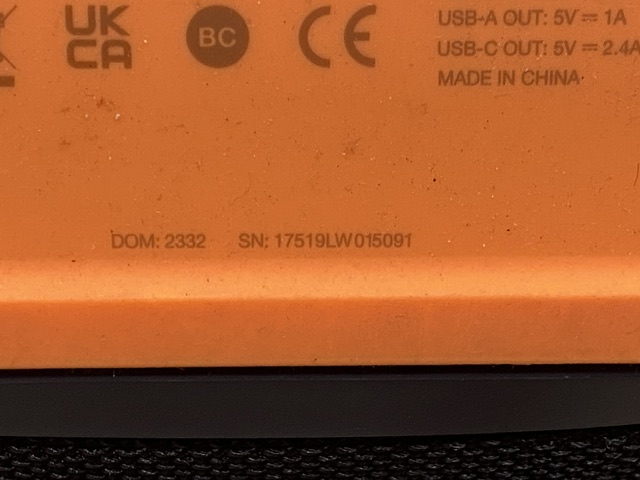 UK
CA
BC
CE
USB-A OUT: 5V⎓1A
USB-C OUT: 5V⎓2.4A
MADE IN CHINA
DOM: 2332 SN: 17519LW015091